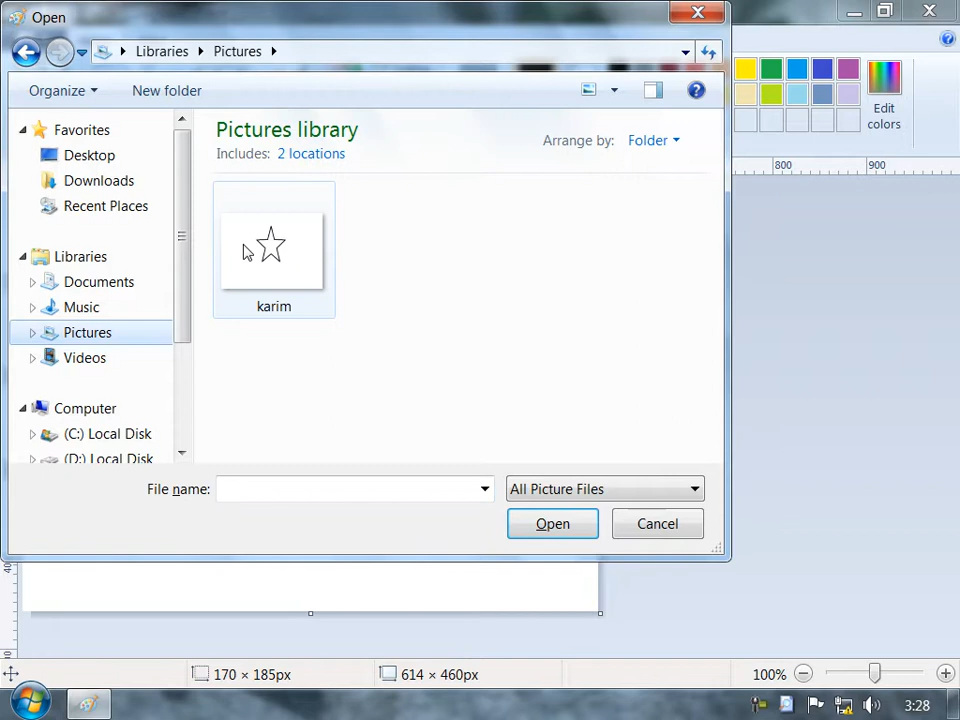 Open
Libraries Pictures
Organize New folder
Favorites
Desktop
Downloads
Recent Places
Libraries
Documents
Music
Pictures
Videos
Computer
(C:) Local Disk
(D:) Local Disk
Pictures library
Includes: 2 locations
Arrange by: Folder
karim
File name:
All Picture Files
Open Cancel
Edit
colors
800 900
170 × 185px 614 × 460px 100%
3:28